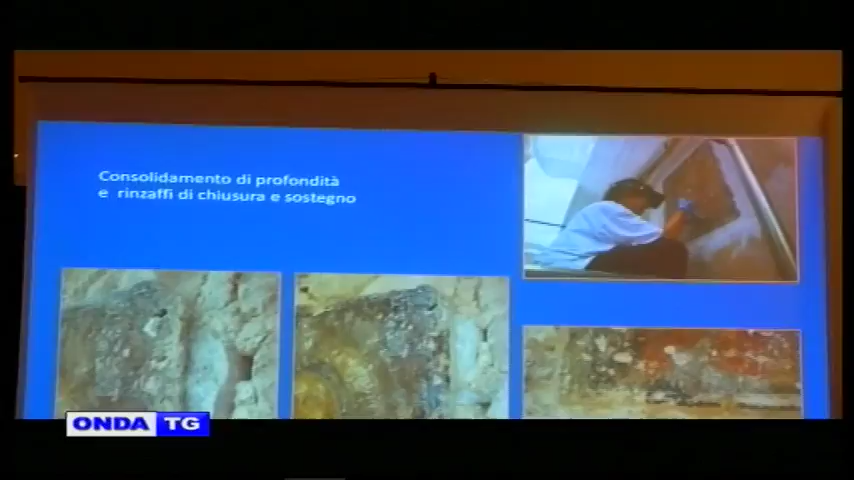 Consolidamento di profondità
e rinzaffi di chiusura e sostegno
ONDA TG